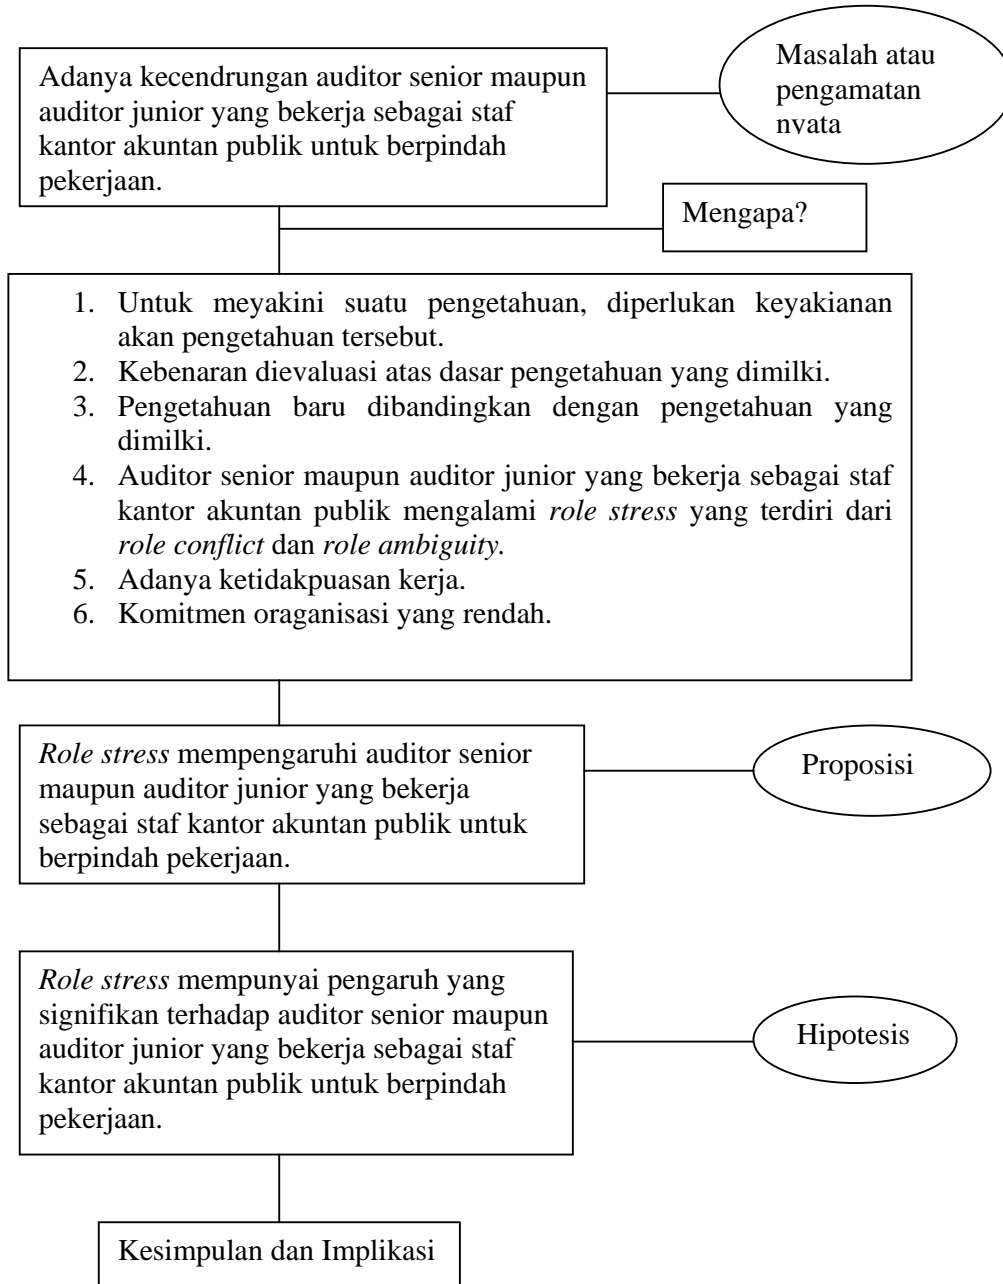 Adanya kecendrungan auditor senior maupun
auditor junior yang bekerja sebagai staf
kantor akuntan publik untuk berpindah
pekerjaan.
Masalah atau
pengamatan
nyata
Mengapa?
1. Untuk meyakini suatu pengetahuan, diperlukan keyakianan
akan pengetahuan tersebut.
2. Kebenaran dievaluasi atas dasar pengetahuan yang dimilki.
3. Pengetahuan baru dibandingkan dengan pengetahuan yang
dimilki.
4. Auditor senior maupun auditor junior yang bekerja sebagai staf
kantor akuntan publik mengalami role stress yang terdiri dari
role conflict dan role ambiguity.
5. Adanya ketidakpuasan kerja.
6. Komitmen oraganisasi yang rendah.
Role stress mempengaruhi auditor senior
maupun auditor junior yang bekerja
sebagai staf kantor akuntan publik untuk
berpindah pekerjaan.
Proposisi
Role stress mempunyai pengaruh yang
signifikan terhadap auditor senior maupun
auditor junior yang bekerja sebagai staf
kantor akuntan publik untuk berpindah
pekerjaan.
Hipotesis
Kesimpulan dan Implikasi